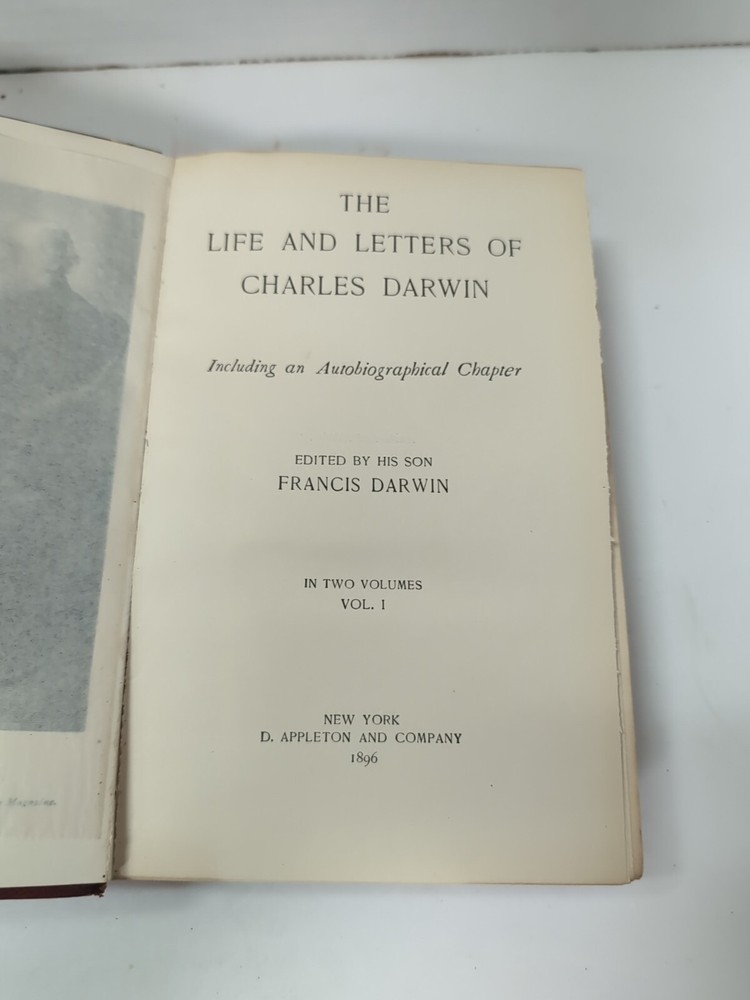 THE
LIFE AND LETTERS OF
CHARLES DARWIN
Including an Autobiographical Chapter
EDITED BY HIS SON
FRANCIS DARWIN
IN TWO VOLUMES
VOL. I
NEW YORK
D. APPLETON AND COMPANY
1896
Magazine.